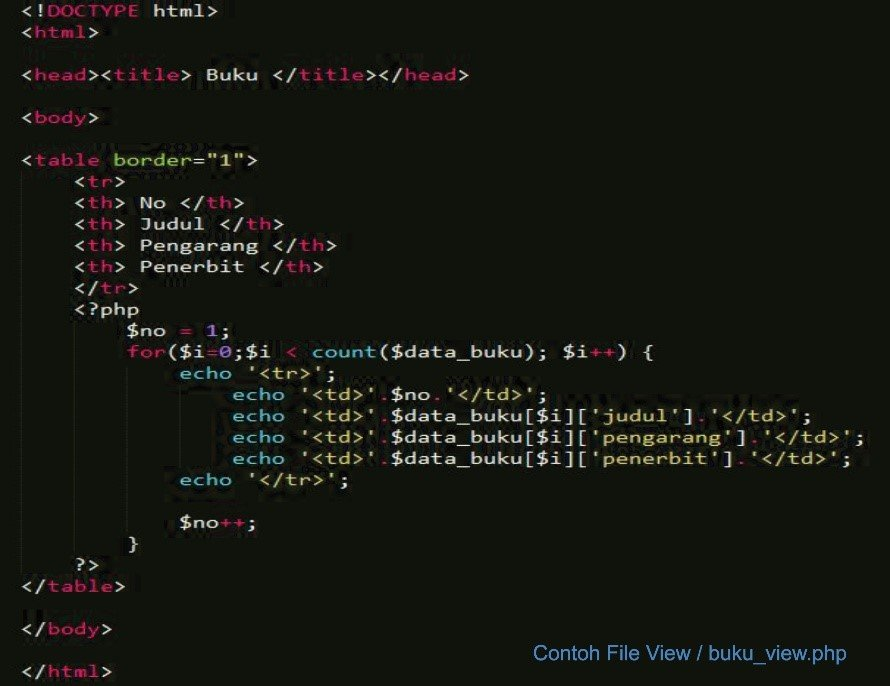 <!DOCTYPE html>
<html>
<head><title> Buku </title></head>
<body>
<table border="1">
<tr>
<th> No </th>
<th> Judul </th>
<th> Pengarang </th>
<th> Penerbit </th>
</tr>
<?php
$no = 1;
for($i=0;$i < count($data_buku); $i++) {
echo '<tr>';
echo '<td>'.$no.'</td>';
echo '<td>'.$data_buku[$i]['judul'].'</td>';
echo '<td>'.$data_buku[$i]['pengarang'].'</td>';
echo '<td>'.$data_buku[$i]['penerbit'].'</td>';
echo '</tr>';
$no++;
}
?>
</table>
</body>
Contoh File View / buku_view.php
</html>